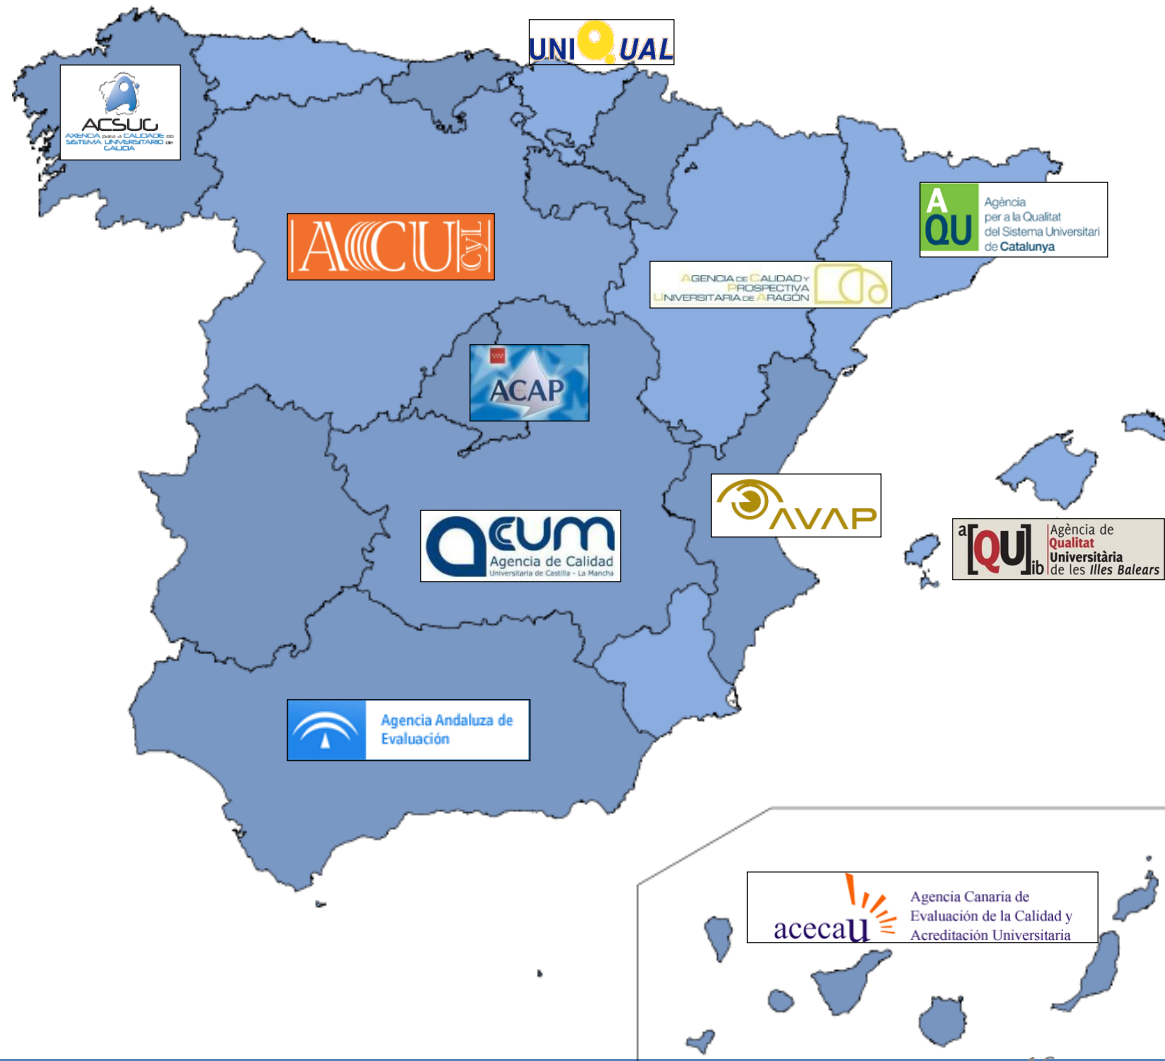 UNIQUAL
ACSUG
AXENCIA para a CALIDADE do
SISTEMA UNIVERSITARIO de
GALICIA
AQU
Agència
per a la Qualitat
del Sistema Universitari
de Catalunya
ACCU CyL
AGENCIA DE CALIDAD Y
PROSPECTIVA
UNIVERSITARIA DE ARAGÓN
ACAP
AVAP
acCUM
Agencia de Calidad
Universitaria de Castilla - La Mancha
a[QU]ib
Agència de
Qualitat
Universitària
de les Illes Balears
Agencia Andaluza de
Evaluación
acecau
Agencia Canaria de
Evaluación de la Calidad y
Acreditación Universitaria